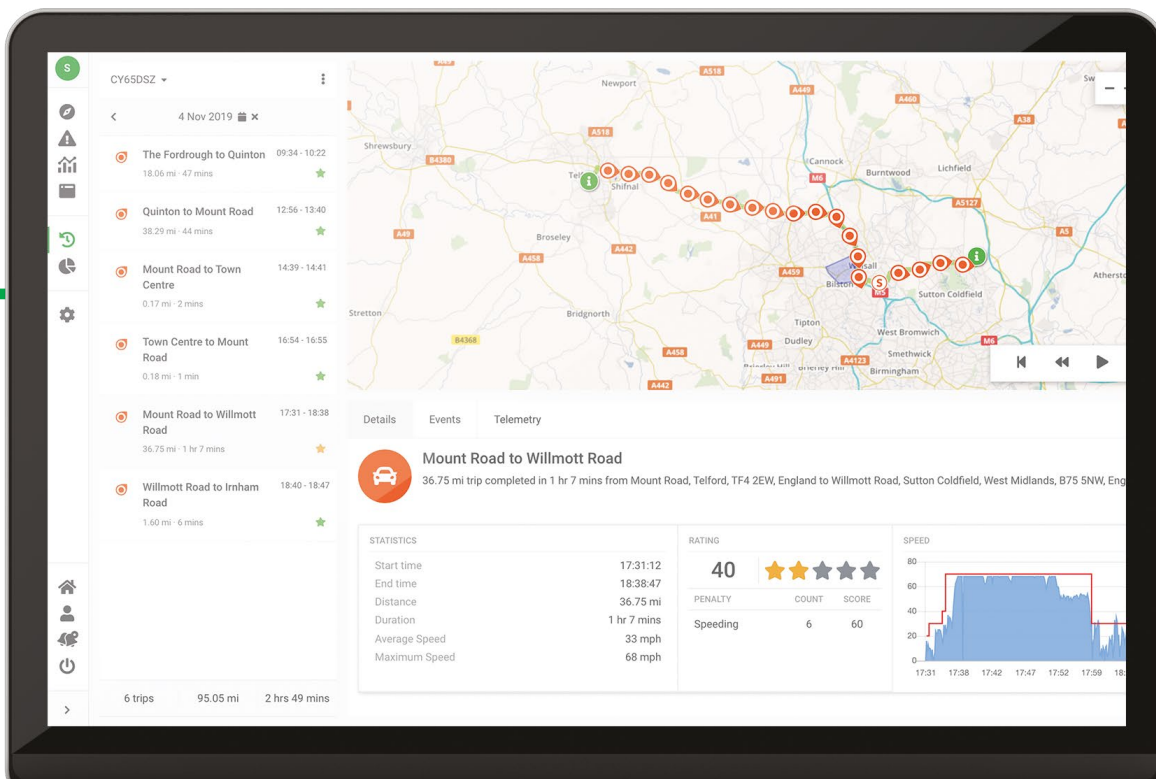 S
CY65DSZ
4 Nov 2019
The Fordrough to Quinton 09:34 - 10:22
18.06 mi · 47 mins
Quinton to Mount Road 12:56 - 13:40
38.29 mi · 44 mins
Mount Road to Town 14:39 - 14:41
Centre
0.17 mi · 2 mins
Town Centre to Mount 16:54 - 16:55
Road
0.18 mi · 1 min
Mount Road to Willmott 17:31 - 18:38
Road
36.75 mi · 1 hr 7 mins
Willmott Road to Irnham 18:40 - 18:47
Road
1.60 mi · 6 mins
6 trips 95.05 mi 2 hrs 49 mins
A518
Newport
A449
A460
A38
A518
Shrewsbury
B4380
Shifnal
Cannock
M6
Burntwood
Lichfield
A5127
A41
A49
Broseley
A442
A458
A5
A459
Bilston
S
M5
Sutton Coldfield
Stretton
Bridgnorth
Tipton
West Bromwich
B4368
A449
Dudley
M6
A458
Smethwick
A4123
Brierley Hill
Birmingham
A442
A491
Details Events Telemetry
Mount Road to Willmott Road
36.75 mi trip completed in 1 hr 7 mins from Mount Road, Telford, TF4 2EW, England to Willmott Road, Sutton Coldfield, West Midlands, B75 5NW, Eng
STATISTICS
Start time 17:31:12
End time 18:38:47
Distance 36.75 mi
Duration 1 hr 7 mins
Average Speed 33 mph
Maximum Speed 68 mph
RATING
40
PENALTY COUNT SCORE
Speeding 6 60
SPEED
80
60
40
20
0
17:31 17:38 17:42 17:47 17:52 17:59 18: